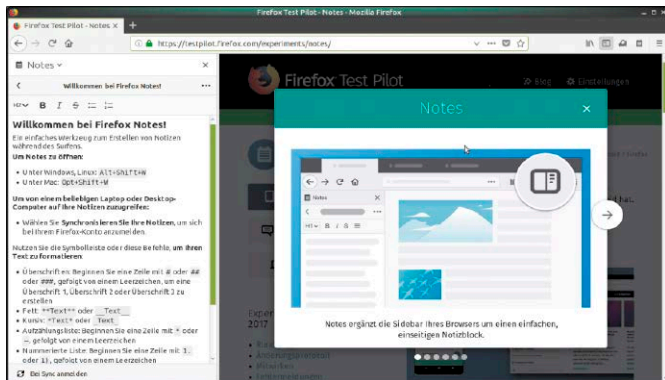 Firefox Test Pilot - Notes - Mozilla Firefox
Firefox Test Pilot - Notes ×
https://testpilot.firefox.com/experiments/notes/
Notes
Willkommen bei Firefox Notes!
H2 B I S
Willkommen bei Firefox Notes!
Ein einfaches Werkzeug zum Erstellen von Notizen
während des Surfens.
Um Notes zu öffnen:
• Unter Windows, Linux: Alt+Shift+W
• Unter Mac: Opt+Shift+W
Um von einem beliebigen Laptop oder Desktop-
Computer auf Ihre Notizen zuzugreifen:
• Wählen Sie Synchronisieren Sie Ihre Notizen, um sich
bei Ihrem Firefox-Konto anzumelden.
Nutzen Sie die Symbolleiste oder diese Befehle, um Ihren
Text zu formatieren:
• Überschriften: Beginnen Sie eine Zeile mit # oder ##
oder ###, gefolgt von einem Leerzeichen, um eine
Überschrift 1, Überschrift 2 oder Überschrift 3 zu
erstellen
• Fett: **Text** oder __Text__
• Kursiv: *Text* oder _Text_
• Aufzählungsliste: Beginnen Sie eine Zeile mit * oder
-, gefolgt von einem Leerzeichen
• Nummerierte Liste: Beginnen Sie eine Zeile mit 1.
oder 1), gefolgt von einem Leerzeichen
Bei Sync anmelden
Firefox Test Pilot
Blog
Einstellungen
Notes
Notes
H2 B I S
Notes ergänzt die Sidebar Ihres Browsers um einen einfachen,
einseitigen Notizblock.
2017